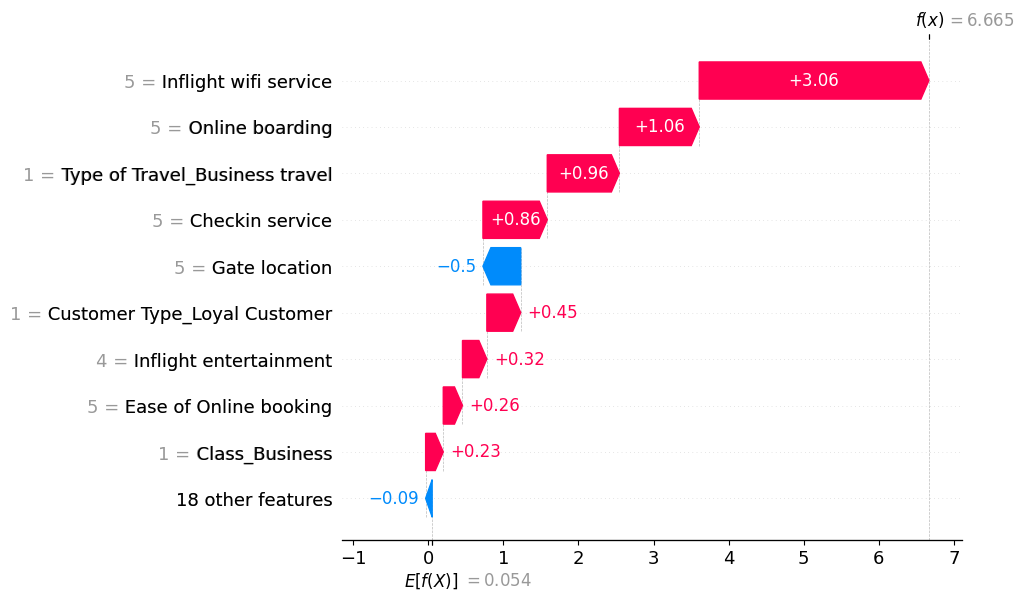 f(x) = 6.665
5 = Inflight wifi service +3.06
5 = Online boarding +1.06
1 = Type of Travel_Business travel +0.96
5 = Checkin service +0.86
5 = Gate location −0.5
1 = Customer Type_Loyal Customer +0.45
4 = Inflight entertainment +0.32
5 = Ease of Online booking +0.26
1 = Class_Business +0.23
18 other features −0.09
−1 0 1 2 3 4 5 6 7
E[f(X)] = 0.054